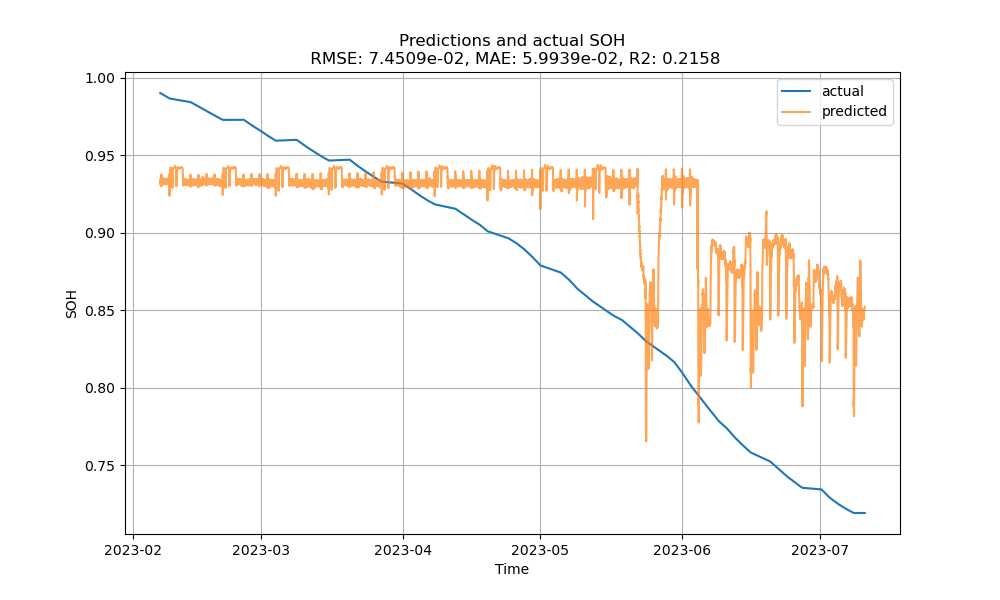 Predictions and actual SOH
RMSE: 7.4509e-02, MAE: 5.9939e-02, R2: 0.2158
actual
predicted
1.00
0.95
0.90
0.85
0.80
0.75
SOH
2023-02
2023-03
2023-04
2023-05
2023-06
2023-07
Time